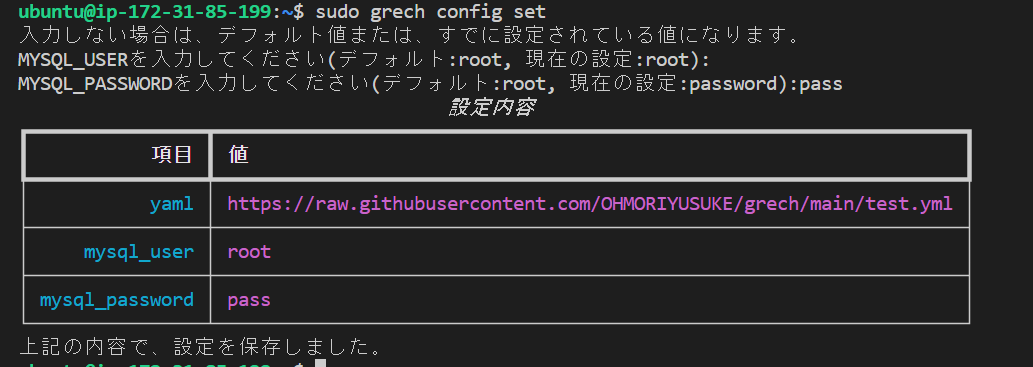 ubuntu@ip-172-31-85-199:~$ sudo grech config set
入力しない場合は、デフォルト値または、すでに設定されている値になります。
MYSQL_USERを入力してください(デフォルト:root, 現在の設定:root):
MYSQL_PASSWORDを入力してください(デフォルト:root, 現在の設定:password):pass
設定内容
項目 値
yaml https://raw.githubusercontent.com/OHMORIYUSUKE/grech/main/test.yml
mysql_user root
mysql_password pass
上記の内容で、設定を保存しました。
ubuntu@ip-172-31-85-199:~$